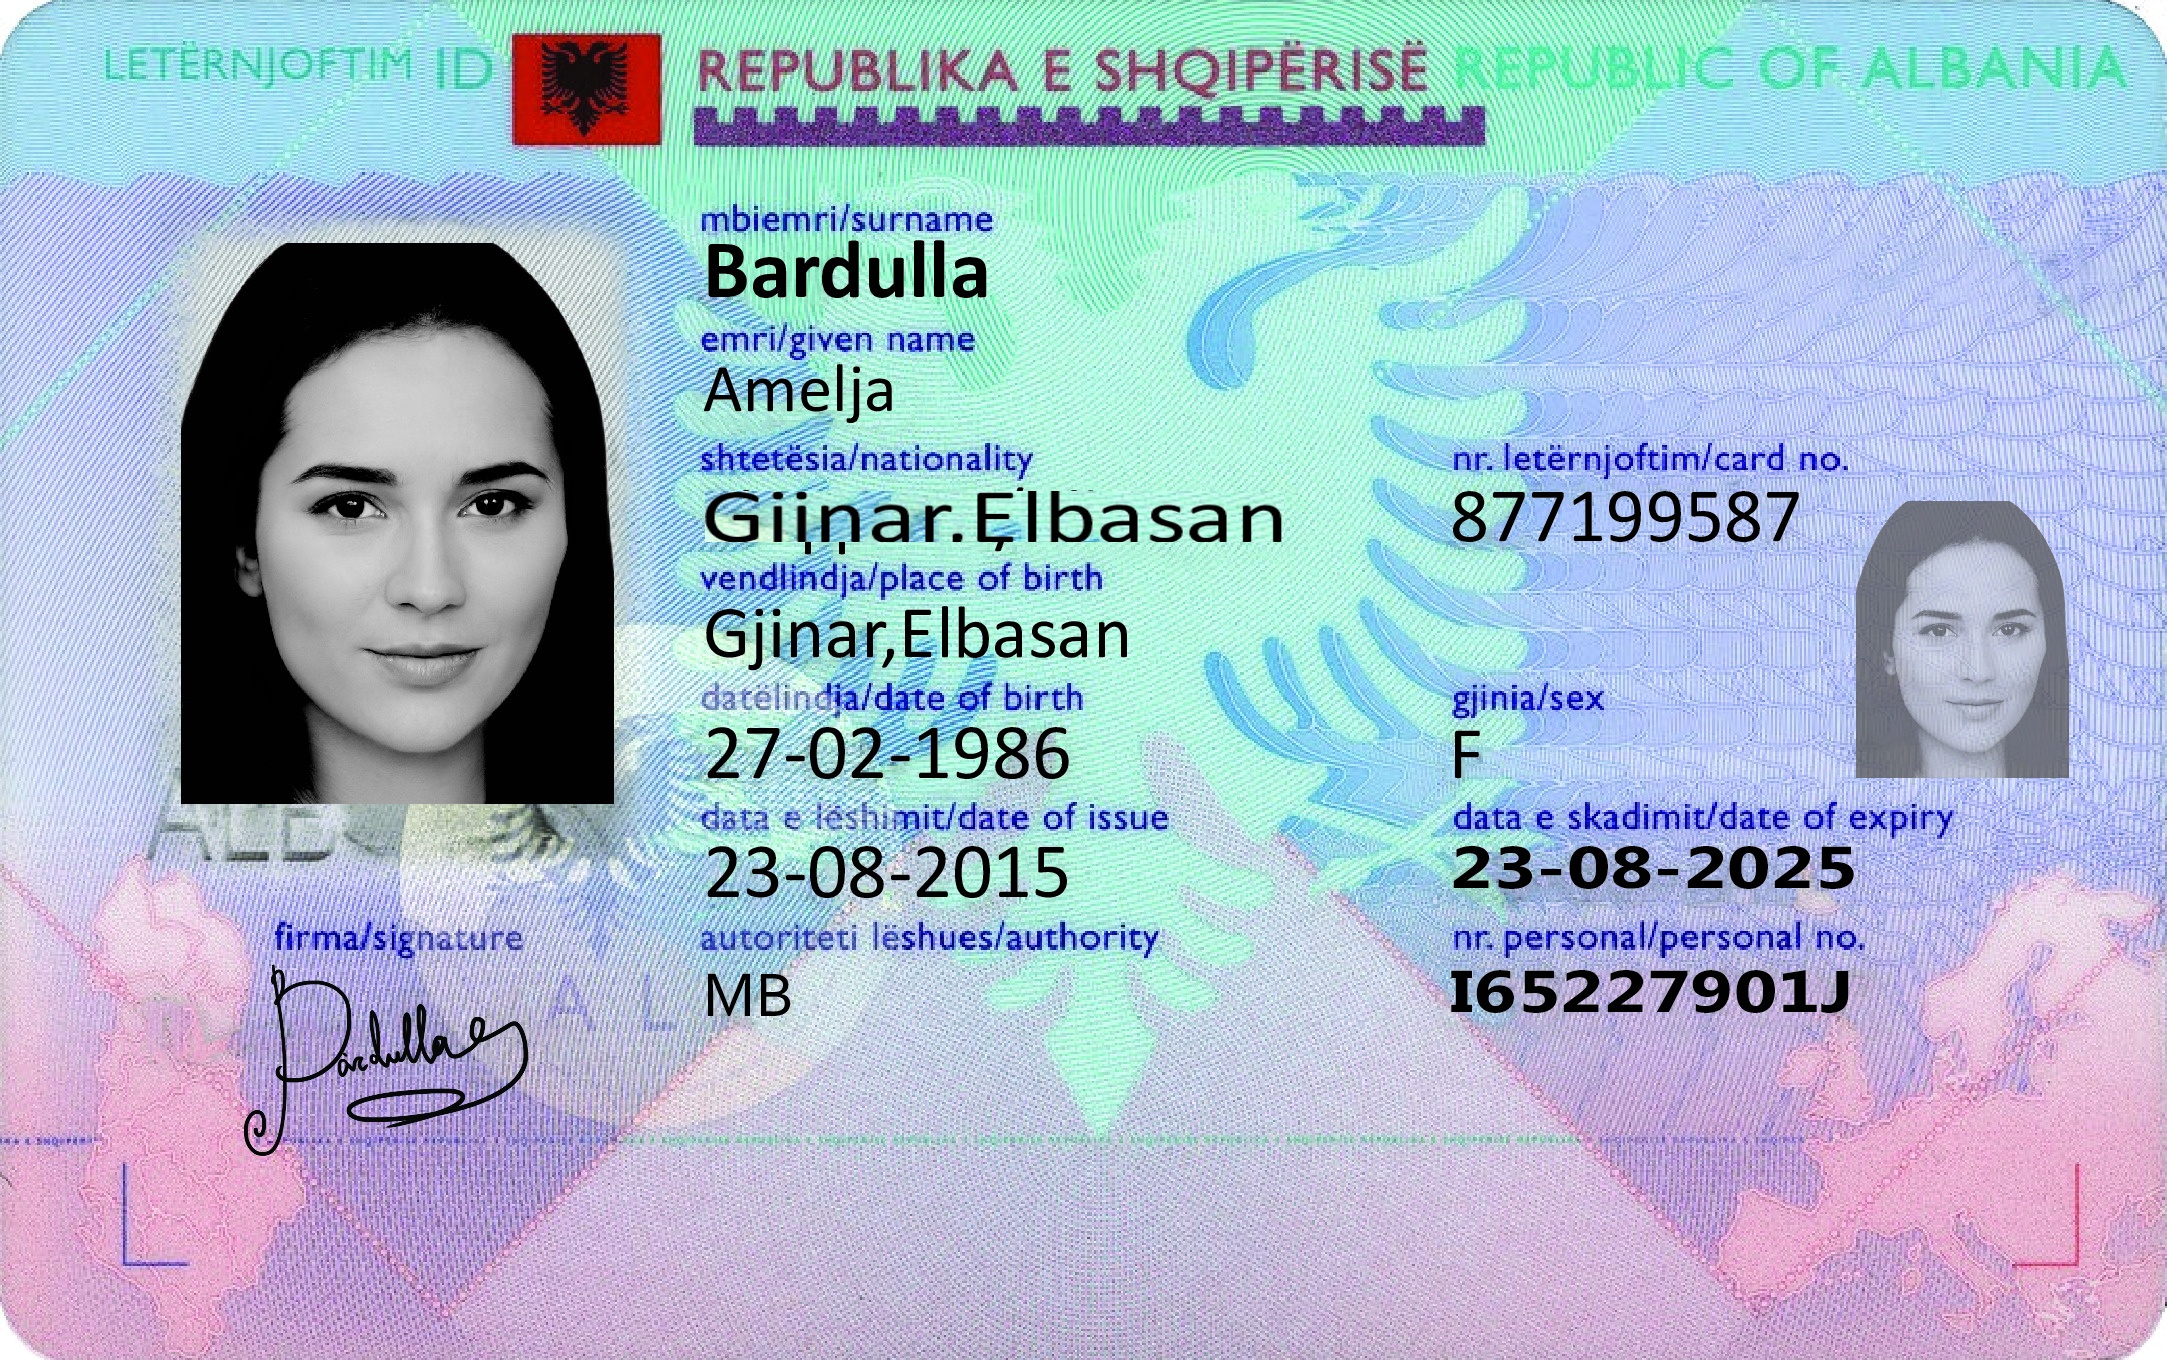 LETËRNJOFTIM ID REPUBLIKA E SHQIPËRISË REPUBLIC OF ALBANIA
mbiemri/surname
Bardulla
emri/given name
Amelja
shtetësia/nationality nr. letërnjoftim/card no.
Gjinar,Elbasan 877199587
vendlindja/place of birth
Gjinar,Elbasan
datëlindja/date of birth gjinia/sex
27-02-1986 F
data e lëshimit/date of issue data e skadimit/date of expiry
23-08-2015 23-08-2025
firma/signature autoriteti lëshues/authority nr. personal/personal no.
MB I65227901J
Bardulla